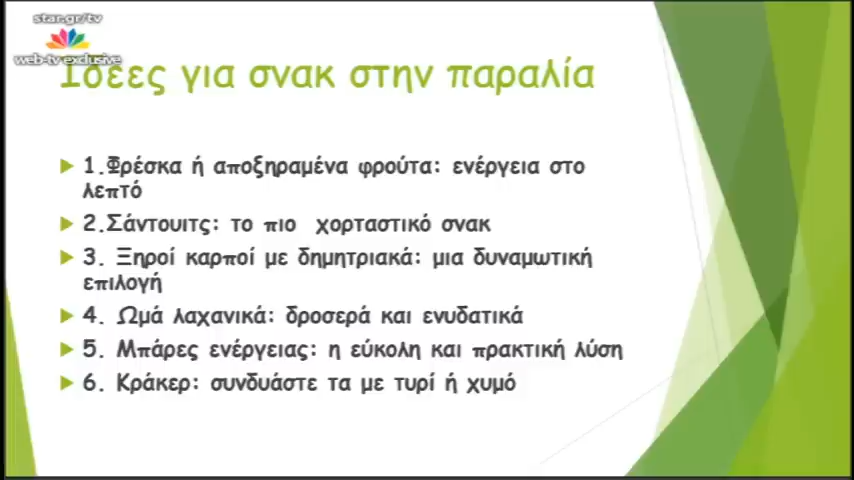 star.gr/tv
web-tv exclusive
Ιδέες για σνακ στην παραλία
1.Φρέσκα ή αποξηραμένα φρούτα: ενέργεια στο
λεπτό
2.Σάντουιτς: το πιο χορταστικό σνακ
3. Ξηροί καρποί με δημητριακά: μια δυναμωτική
επιλογή
4. Ωμά λαχανικά: δροσερά και ενυδατικά
5. Μπάρες ενέργειας: η εύκολη και πρακτική λύση
6. Κράκερ: συνδυάστε τα με τυρί ή χυμό